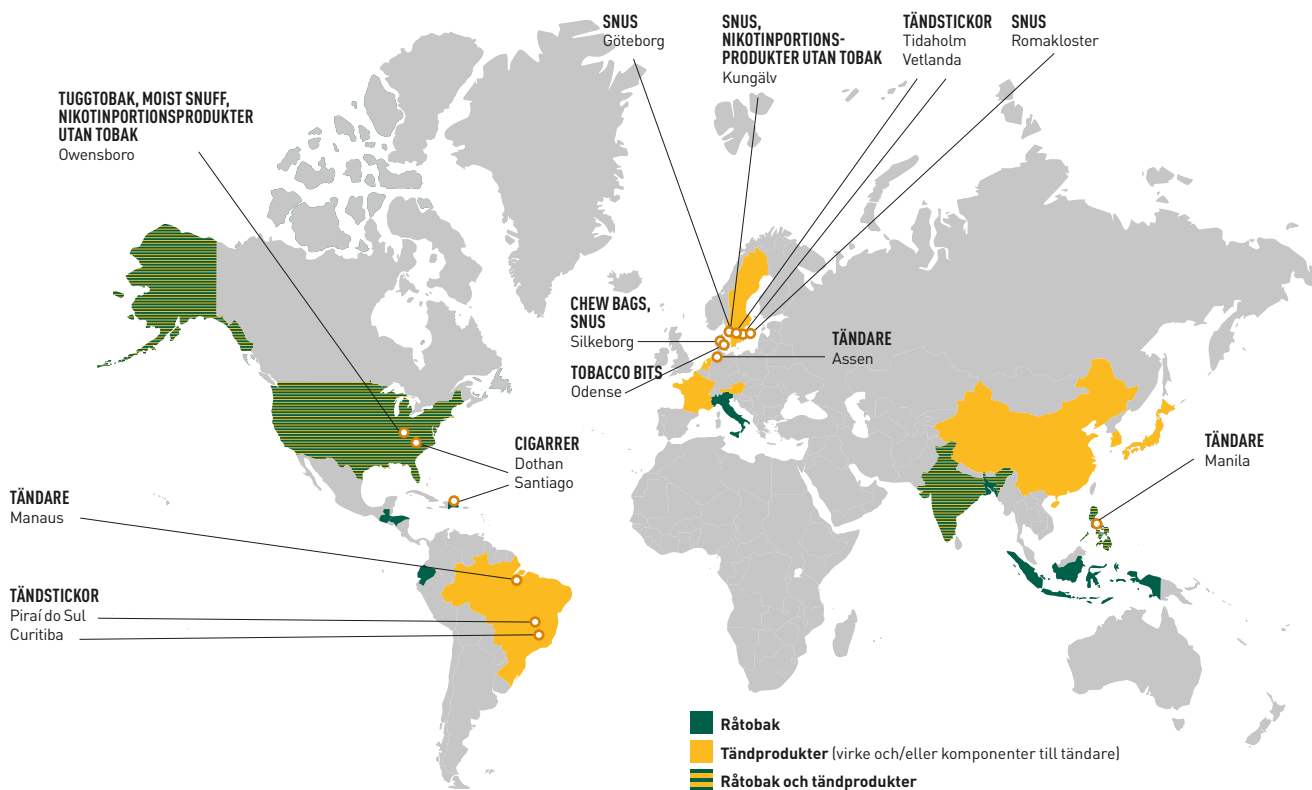 SNUS
Göteborg
SNUS,
NIKOTINPORTIONS-
PRODUKTER UTAN TOBAK
Kungälv
TÄNDSTICKOR
Tidaholm
Vetlanda
SNUS
Romakloster
TUGGTOBAK, MOIST SNUFF,
NIKOTINPORTIONSPRODUKTER
UTAN TOBAK
Owensboro
CHEW BAGS,
SNUS
Silkeborg
TÄNDARE
Assen
TOBACCO BITS
Odense
CIGARRER
Dothan
Santiago
TÄNDARE
Manila
TÄNDARE
Manaus
TÄNDSTICKOR
Piraí do Sul
Curitiba
Råtobak
Tändprodukter (virke och/eller komponenter till tändare)
Råtobak och tändprodukter